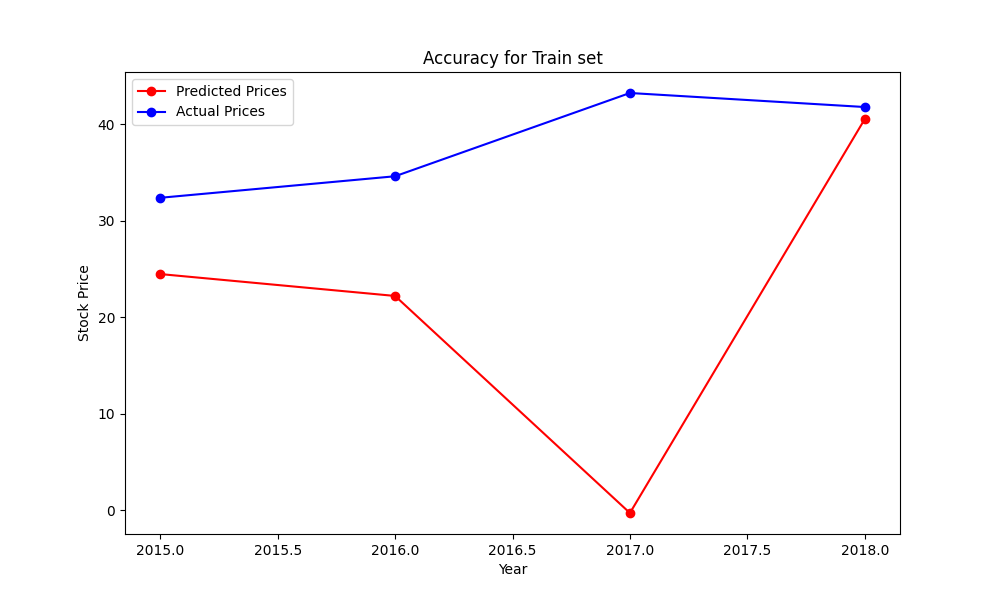 Accuracy for Train set
Predicted Prices
Actual Prices
40
30
20
10
0
Stock Price
2015.0 2015.5 2016.0 2016.5 2017.0 2017.5 2018.0
Year